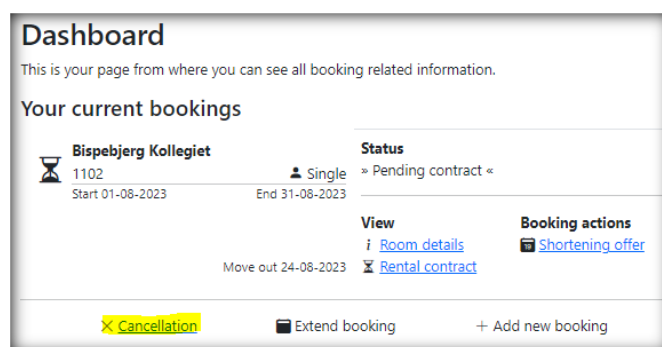 Dashboard
This is your page from where you can see all booking related information.
Your current bookings
Bispebjerg Kollegiet
1102 Single
Start 01-08-2023 End 31-08-2023
Move out 24-08-2023
Status
» Pending contract «
View
i Room details
Rental contract
Booking actions
19 Shortening offer
× Cancellation Extend booking + Add new booking